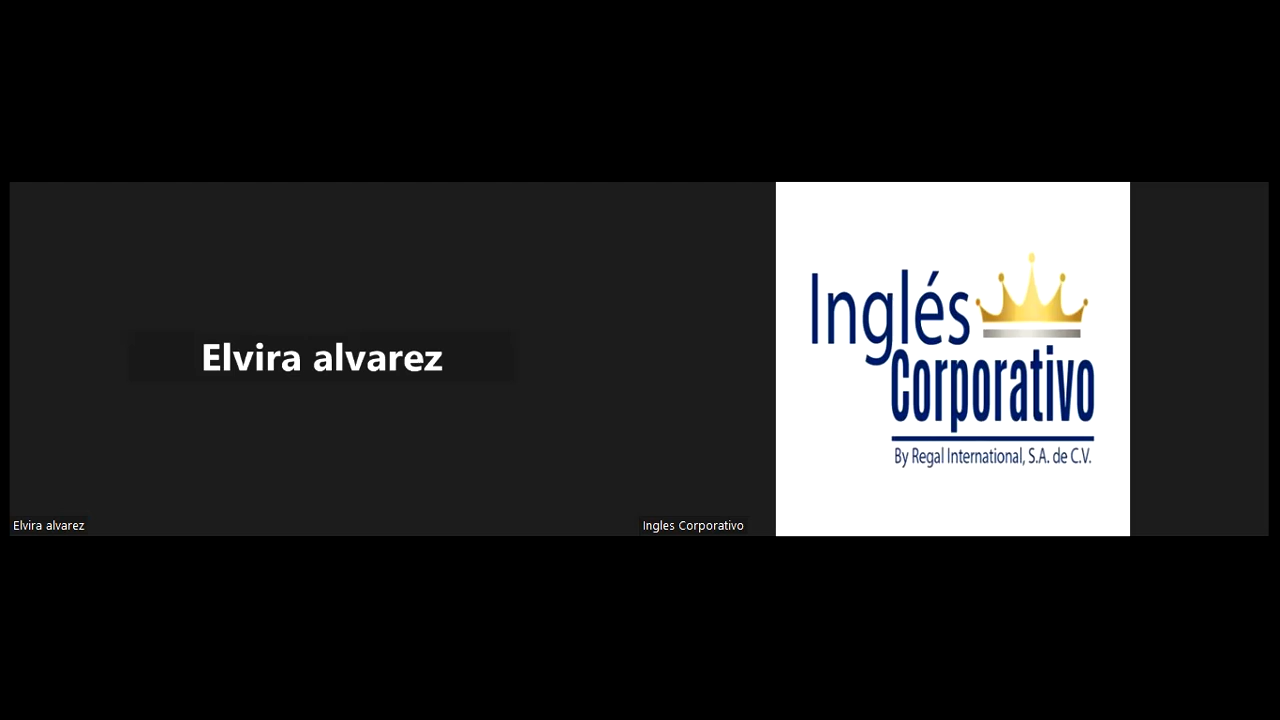 Elvira alvarez
Elvira alvarez
Ingles Corporativo
Inglés
Corporativo
By Regal International, S.A. de C.V.